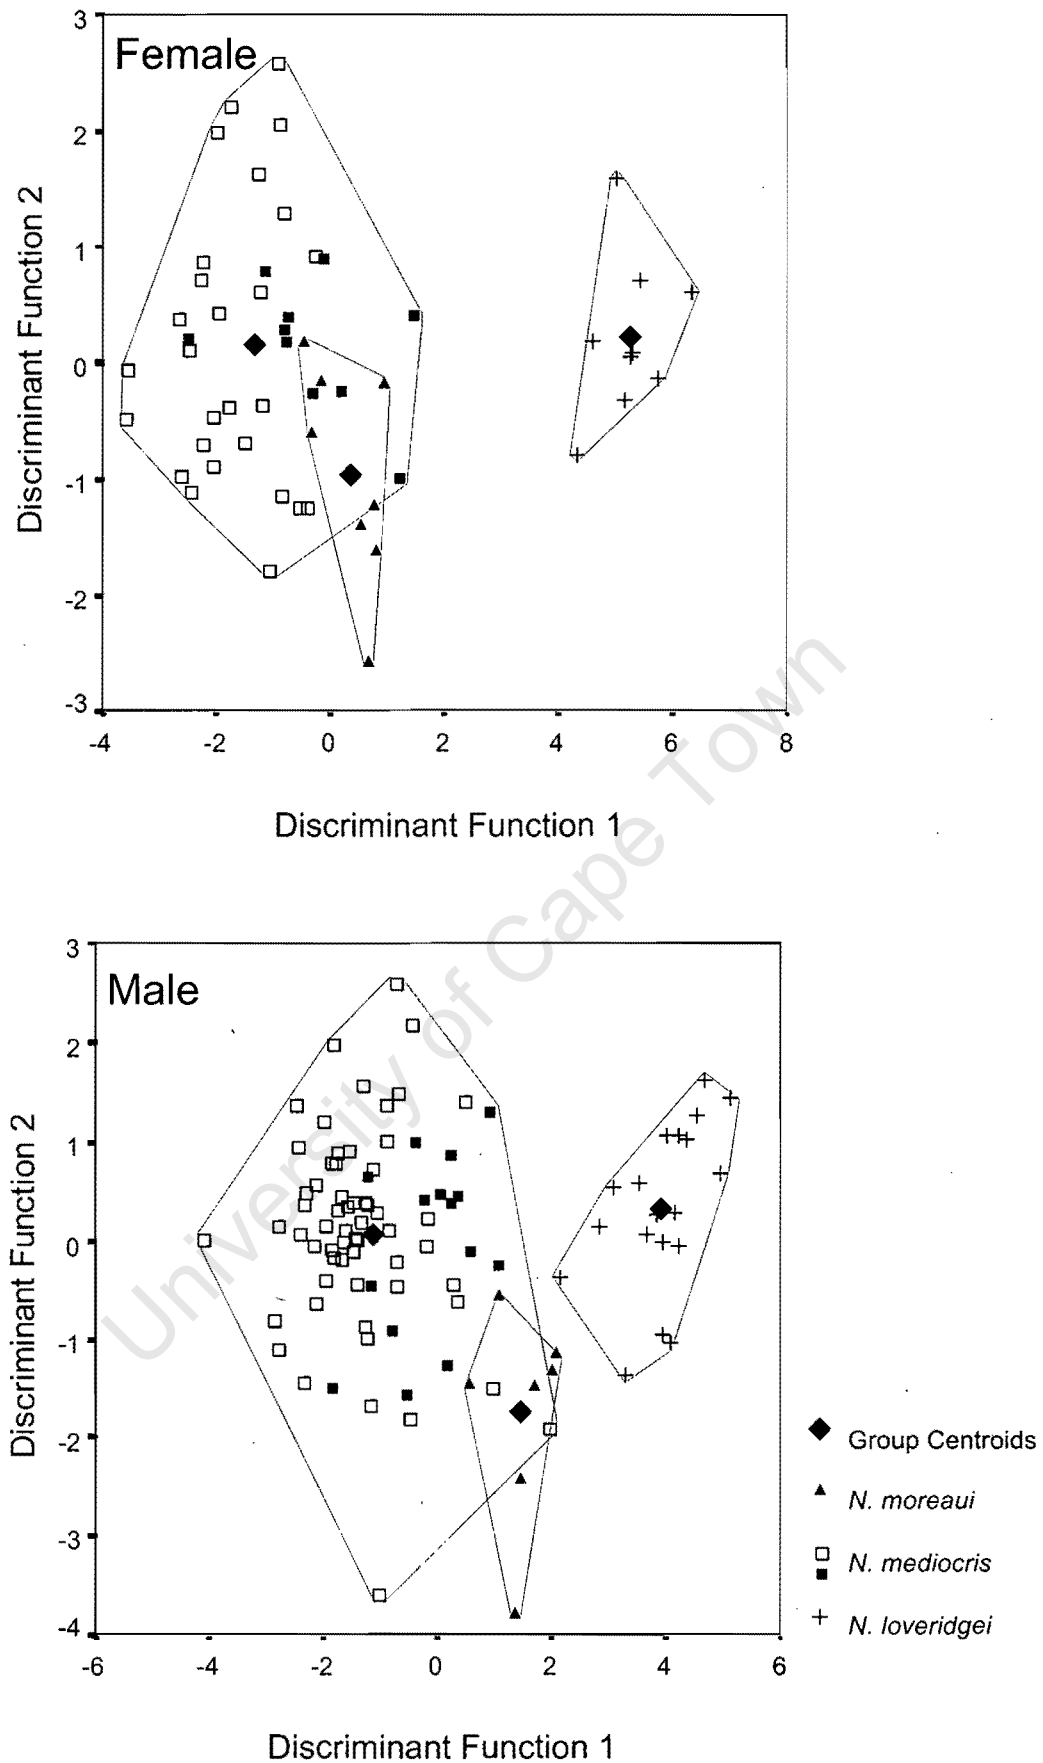 Female
3
2
1
0
-1
-2
-3
-4 -2 0 2 4 6 8
Discriminant Function 2
Discriminant Function 1
University of Cape Town
Male
3
2
1
0
-1
-2
-3
-4
-6 -4 -2 0 2 4 6
Discriminant Function 2
Discriminant Function 1
Group Centroids
N. moreaui
N. mediocris
N. loveridgei